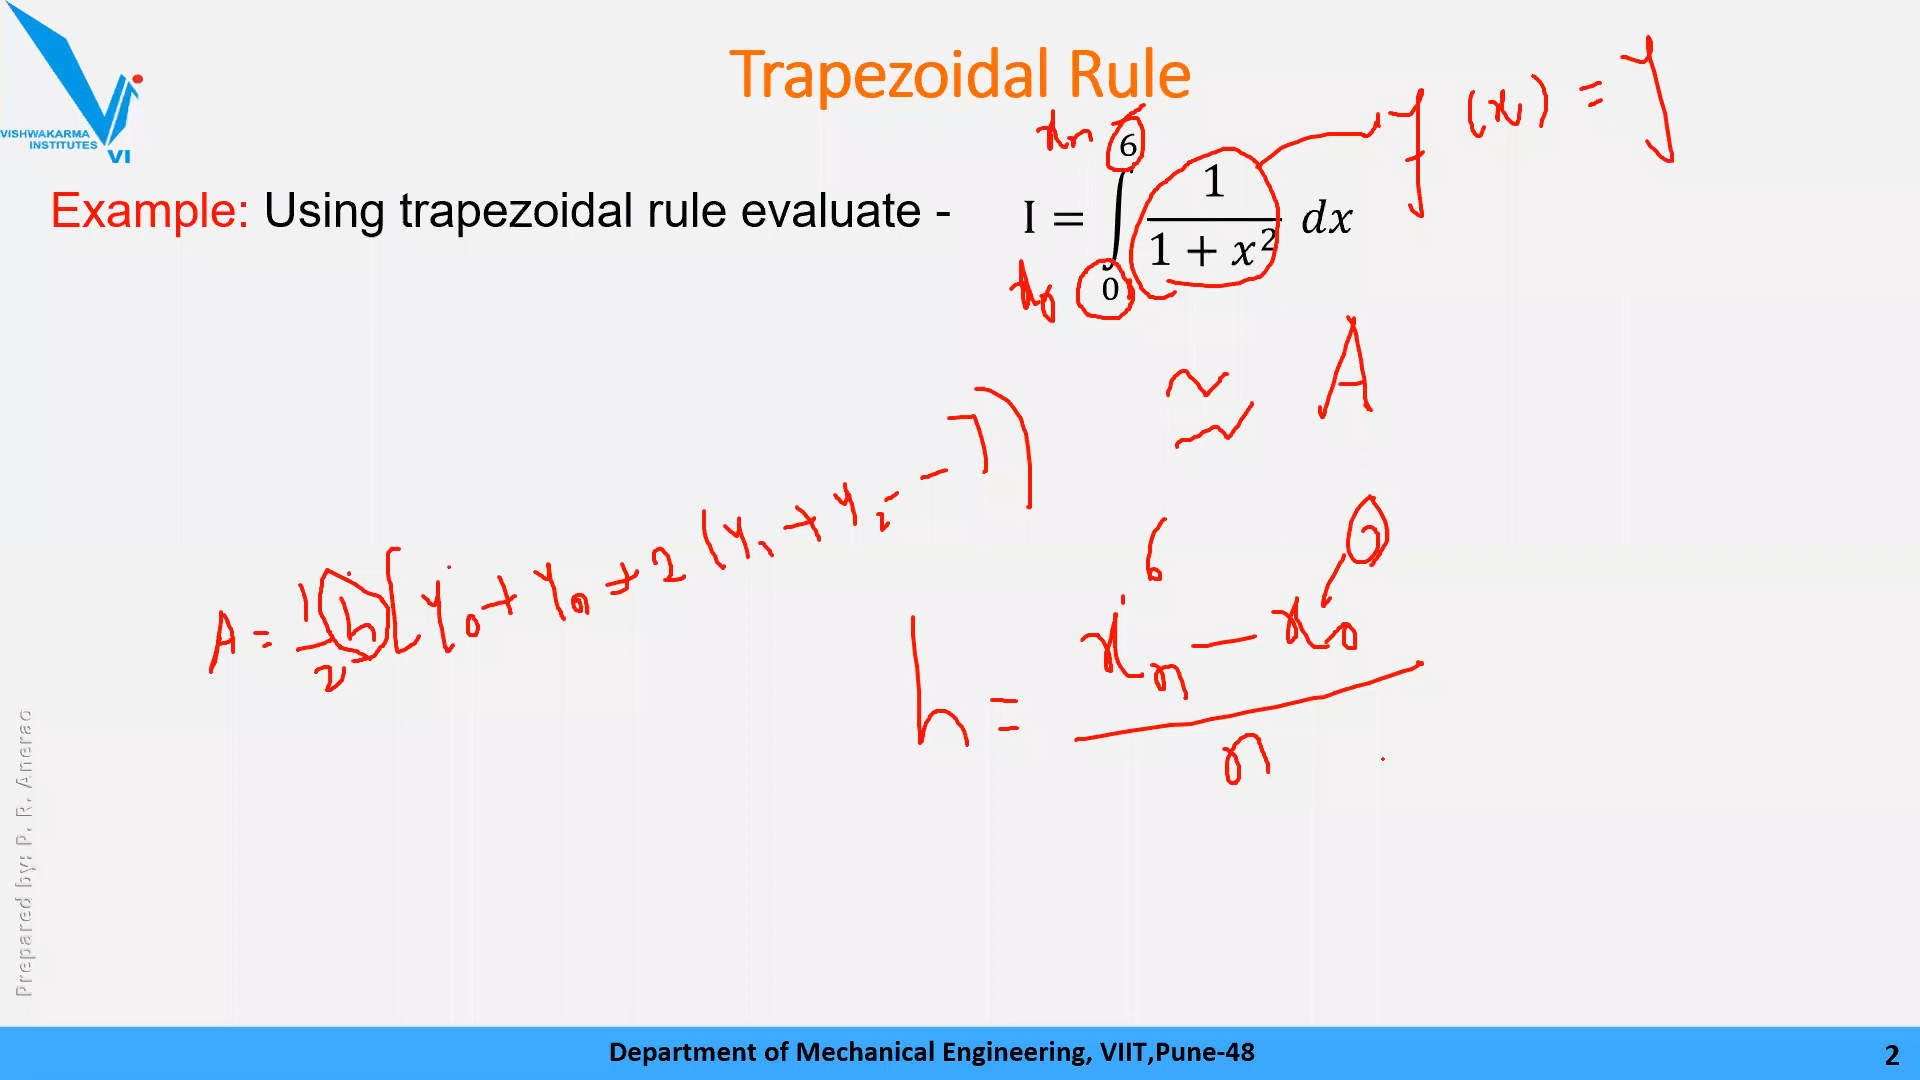 Trapezoidal Rule
VISHWAKARMA
INSTITUTES
VI
Example: Using trapezoidal rule evaluate - I = ∫₀⁶ 1/(1 + x²) dx
xn
x0
f(x) = y
≈ A
A = 1/2 h [y0 + yn + 2 (y1 + y2 - - )]
6 0
h = (xn - x0)/n
Prepared by: P. R. Anerao
Department of Mechanical Engineering, VIIT,Pune-48
2